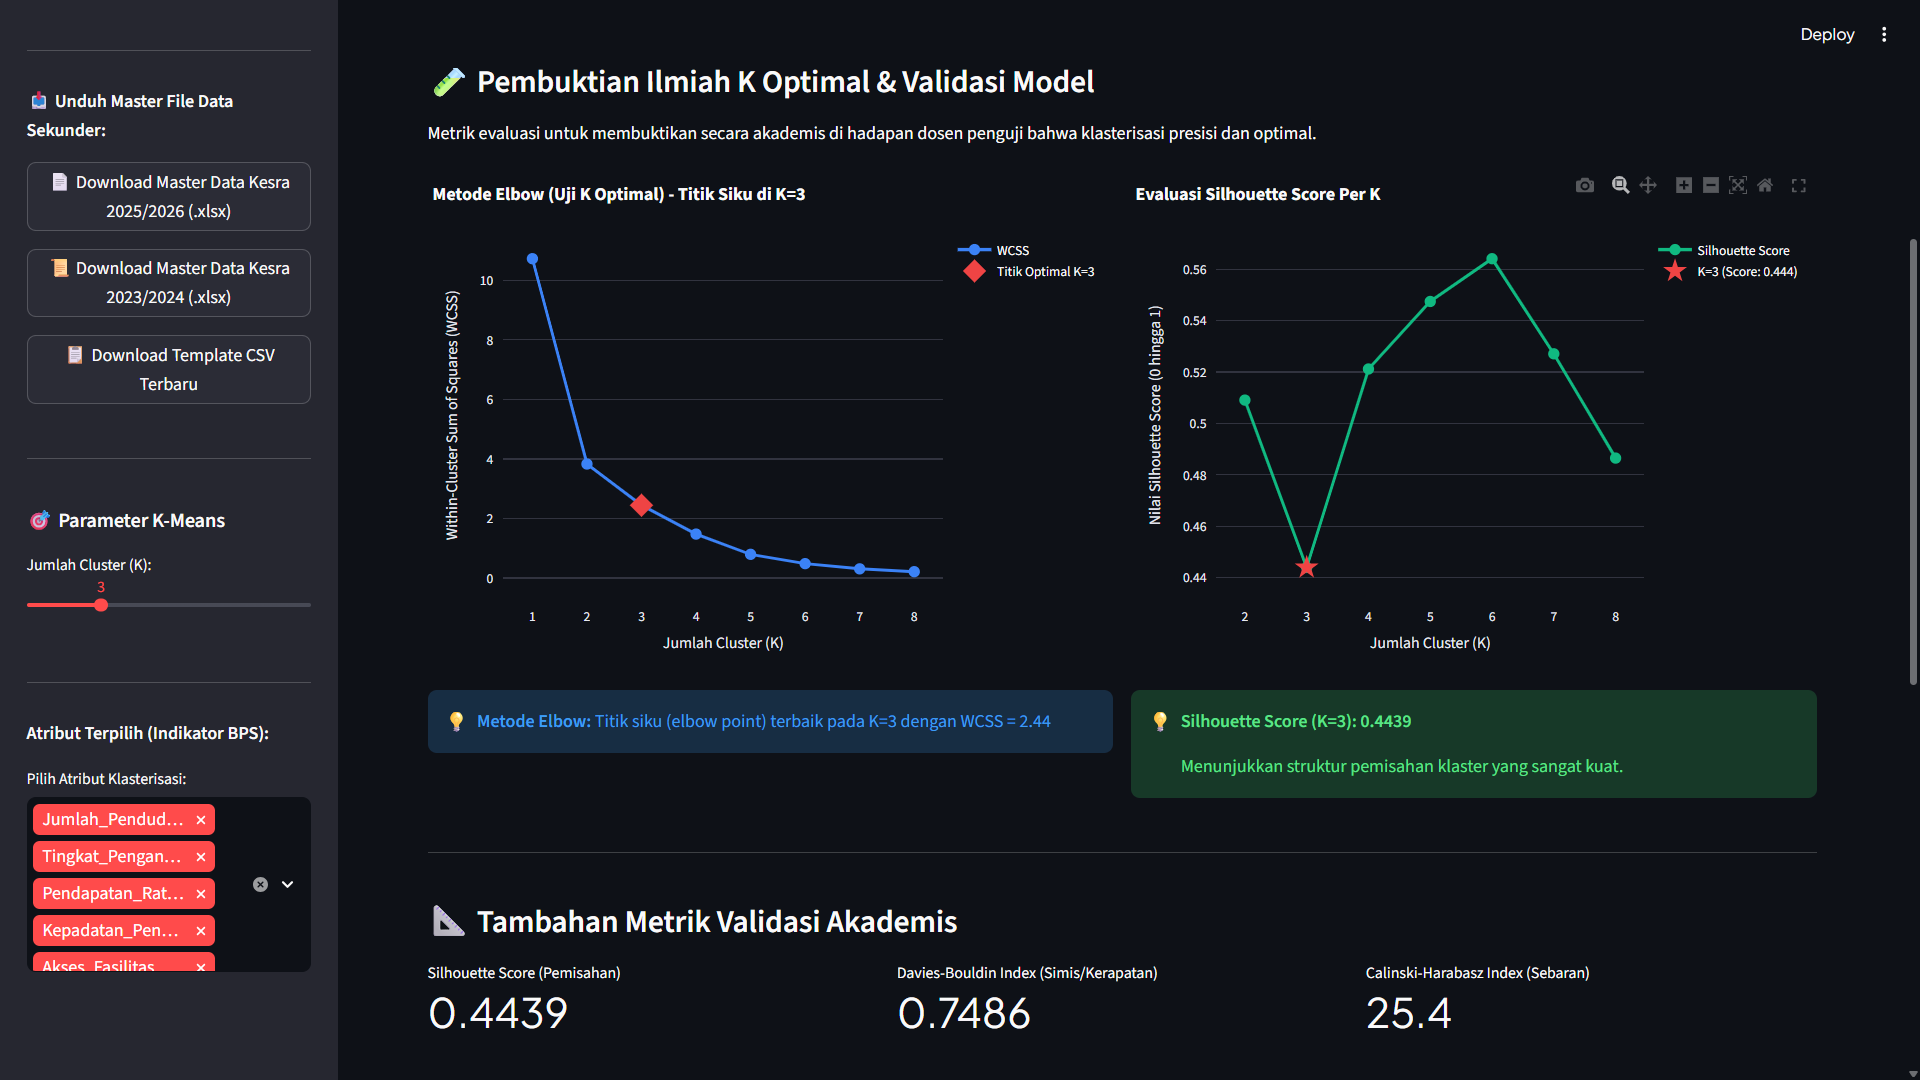 Deploy
Unduh Master File Data
Sekunder:
Download Master Data Kesra
2025/2026 (.xlsx)
Download Master Data Kesra
2023/2024 (.xlsx)
Download Template CSV
Terbaru
Parameter K-Means
Jumlah Cluster (K):
3
Atribut Terpilih (Indikator BPS):
Pilih Atribut Klasterisasi:
Jumlah_Pendud...
Tingkat_Pengan...
Pendapatan_Rat...
Kepadatan_Pen...
Akses_Fasilitas
Pembuktian Ilmiah K Optimal & Validasi Model
Metrik evaluasi untuk membuktikan secara akademis di hadapan dosen penguji bahwa klasterisasi presisi dan optimal.
Metode Elbow (Uji K Optimal) - Titik Siku di K=3
WCSS
Titik Optimal K=3
Within-Cluster Sum of Squares (WCSS)
10
8
6
4
2
0
1 2 3 4 5 6 7 8
Jumlah Cluster (K)
Evaluasi Silhouette Score Per K
Silhouette Score
K=3 (Score: 0.444)
Nilai Silhouette Score (0 hingga 1)
0.56
0.54
0.52
0.5
0.48
0.46
0.44
2 3 4 5 6 7 8
Jumlah Cluster (K)
Metode Elbow: Titik siku (elbow point) terbaik pada K=3 dengan WCSS = 2.44
Silhouette Score (K=3): 0.4439
Menunjukkan struktur pemisahan klaster yang sangat kuat.
Tambahan Metrik Validasi Akademis
Silhouette Score (Pemisahan)
0.4439
Davies-Bouldin Index (Simis/Kerapatan)
0.7486
Calinski-Harabasz Index (Sebaran)
25.4